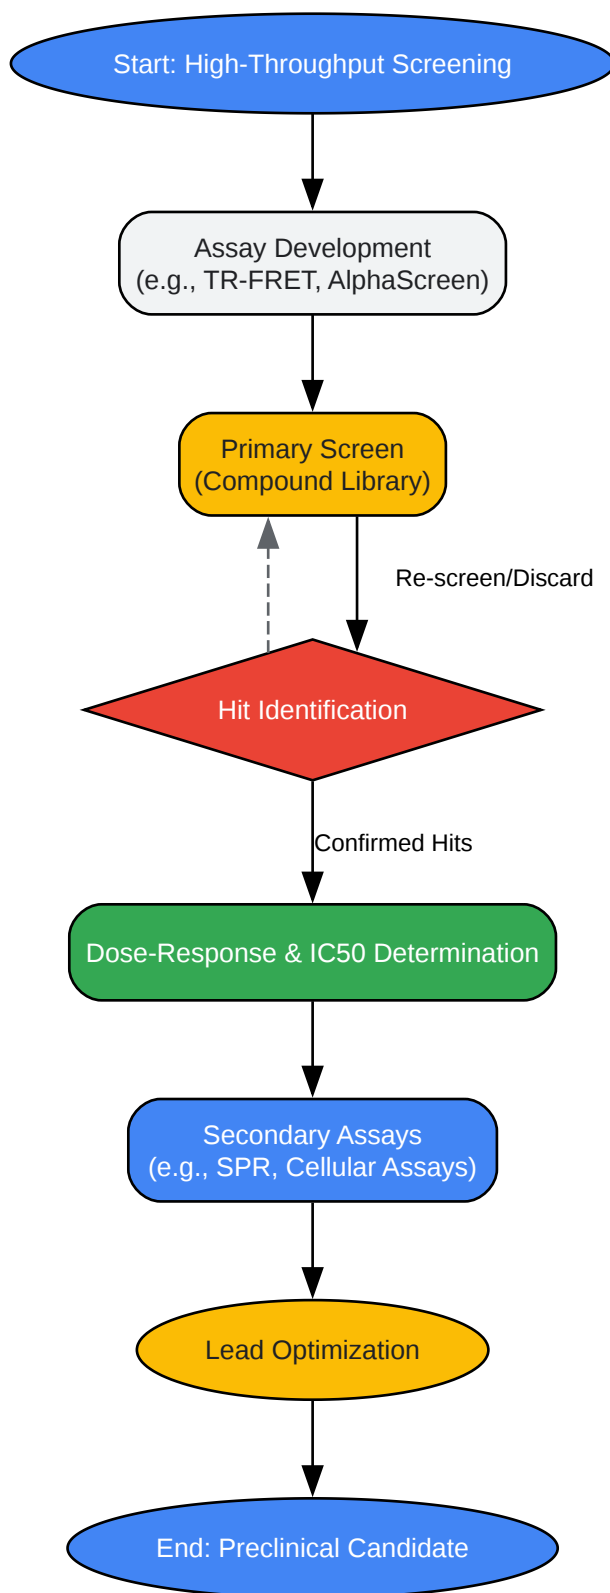 Start: High-Throughput Screening
Assay Development
(e.g., TR-FRET, AlphaScreen)
Primary Screen
(Compound Library)
Re-screen/Discard
Hit Identification
Confirmed Hits
Dose-Response & IC50 Determination
Secondary Assays
(e.g., SPR, Cellular Assays)
Lead Optimization
End: Preclinical Candidate